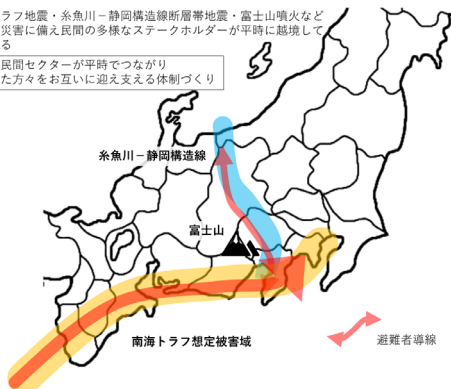 ラフ地震・糸魚川－静岡構造線断層帯地震・富士山噴火など
災害に備え民間の多様なステークホルダーが平時に越境して
る
民間セクターが平時でつながり
た方々をお互いに迎え支える体制づくり
糸魚川－静岡構造線
富士山
南海トラフ想定被害域
避難者導線